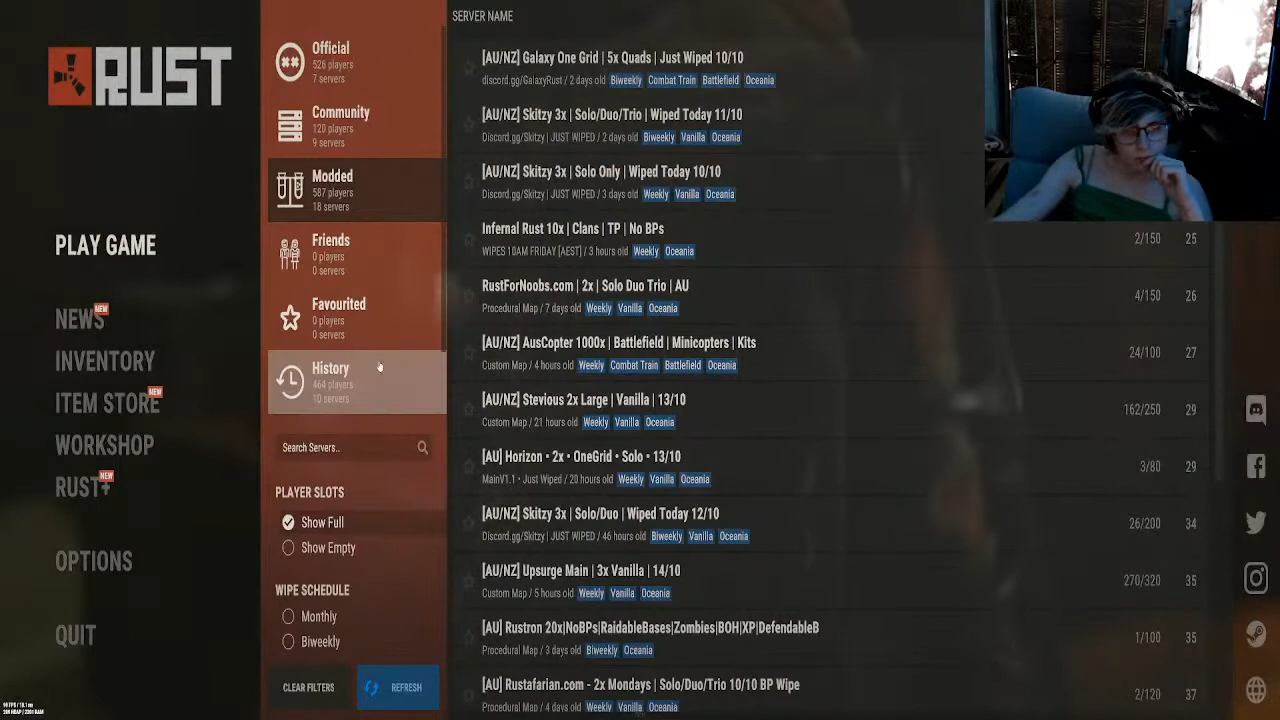 RUST
PLAY GAME
NEWS NEW
INVENTORY
ITEM STORE NEW
WORKSHOP
RUST+ NEW
OPTIONS
QUIT
Official
526 players
7 servers
Community
120 players
9 servers
Modded
587 players
18 servers
Friends
0 players
0 servers
Favourited
0 players
0 servers
History
464 players
10 servers
Search Servers..
PLAYER SLOTS
Show Full
Show Empty
WIPE SCHEDULE
Monthly
Biweekly
CLEAR FILTERS
REFRESH
SERVER NAME
[AU/NZ] Galaxy One Grid | 5x Quads | Just Wiped 10/10
discord.gg/GalaxyRust / 2 days old Biweekly Combat Train Battlefield Oceania
[AU/NZ] Skitzy 3x | Solo/Duo/Trio | Wiped Today 11/10
Discord.gg/Skitzy | JUST WIPED / 2 days old Biweekly Vanilla Oceania
[AU/NZ] Skitzy 3x | Solo Only | Wiped Today 10/10
Discord.gg/Skitzy | JUST WIPED / 3 days old Weekly Vanilla Oceania
Infernal Rust 10x | Clans | TP | No BPs
WIPES 10AM FRIDAY [AEST] / 3 hours old Weekly Oceania
2/150 25
RustForNoobs.com | 2x | Solo Duo Trio | AU
Procedural Map / 7 days old Weekly Vanilla Oceania
4/150 26
[AU/NZ] AusCopter 1000x | Battlefield | Minicopters | Kits
Custom Map / 4 hours old Weekly Combat Train Battlefield Oceania
24/100 27
[AU/NZ] Stevious 2x Large | Vanilla | 13/10
Custom Map / 21 hours old Weekly Vanilla Oceania
162/250 29
[AU] Horizon • 2x • OneGrid • Solo • 13/10
MainV1.1 • Just Wiped / 20 hours old Weekly Vanilla Oceania
3/80 29
[AU/NZ] Skitzy 3x | Solo/Duo | Wiped Today 12/10
Discord.gg/Skitzy | JUST WIPED / 46 hours old Biweekly Vanilla Oceania
26/200 34
[AU/NZ] Upsurge Main | 3x Vanilla | 14/10
Custom Map / 5 hours old Weekly Vanilla Oceania
270/320 35
[AU] Rustron 20x|NoBPs|RaidableBases|Zombies|BOH|XP|DefendableB
Procedural Map / 3 days old Biweekly Oceania
1/100 35
[AU] Rustafarian.com - 2x Mondays | Solo/Duo/Trio 10/10 BP Wipe
Procedural Map / 4 days old Weekly Vanilla Oceania
2/120 37